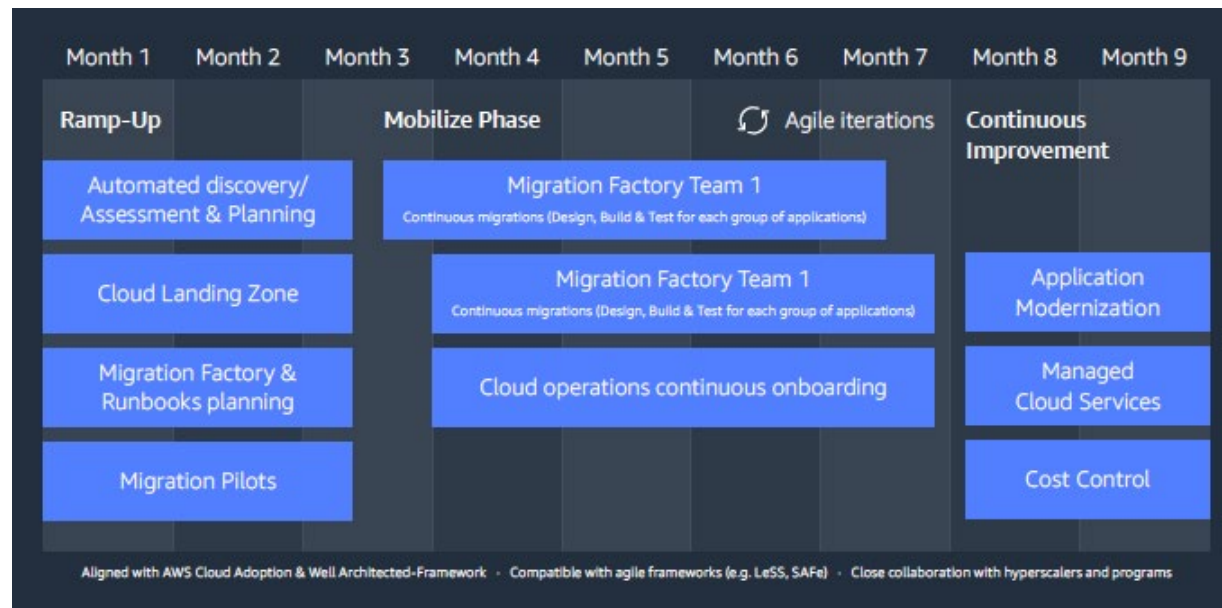 Month 1 Month 2 Month 3 Month 4 Month 5 Month 6 Month 7 Month 8 Month 9
Ramp-Up
Automated discovery/
Assessment & Planning
Cloud Landing Zone
Migration Factory &
Runbooks planning
Migration Pilots
Mobilize Phase
Agile iterations
Migration Factory Team 1
Continuous migrations (Design, Build & Test for each group of applications)
Migration Factory Team 1
Continuous migrations (Design, Build & Test for each group of applications)
Cloud operations continuous onboarding
Continuous
Improvement
Application
Modernization
Managed
Cloud Services
Cost Control
Aligned with AWS Cloud Adoption & Well Architected-Framework • Compatible with agile frameworks (e.g. LeSS, SAFe) • Close collaboration with hyperscalers and programs